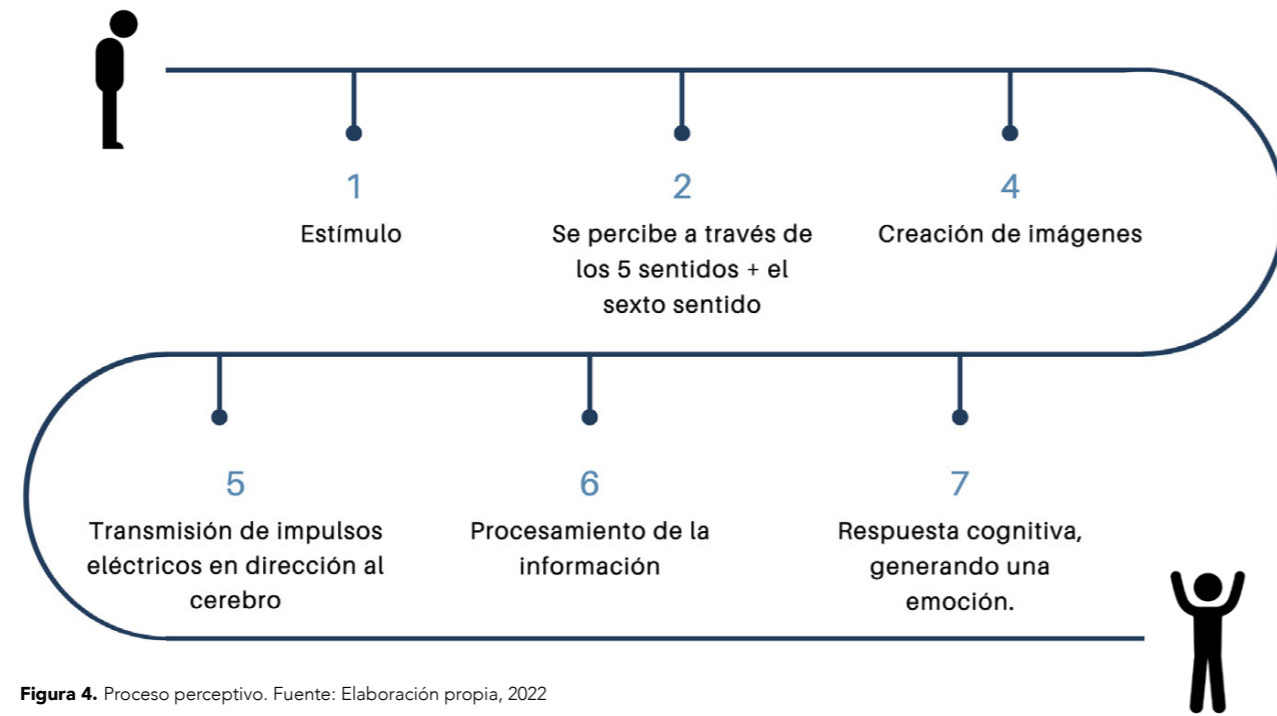 1
Estímulo
2
Se percibe a través de
los 5 sentidos + el
sexto sentido
4
Creación de imágenes
5
Transmisión de impulsos
eléctricos en dirección al
cerebro
6
Procesamiento de la
información
7
Respuesta cognitiva,
generando una
emoción.
Figura 4. Proceso perceptivo. Fuente: Elaboración propia, 2022